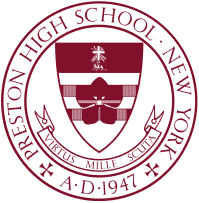 PRESTON HIGH SCHOOL · NEW YORK
VIRTUS MILLE SCUTA
A·D·1947